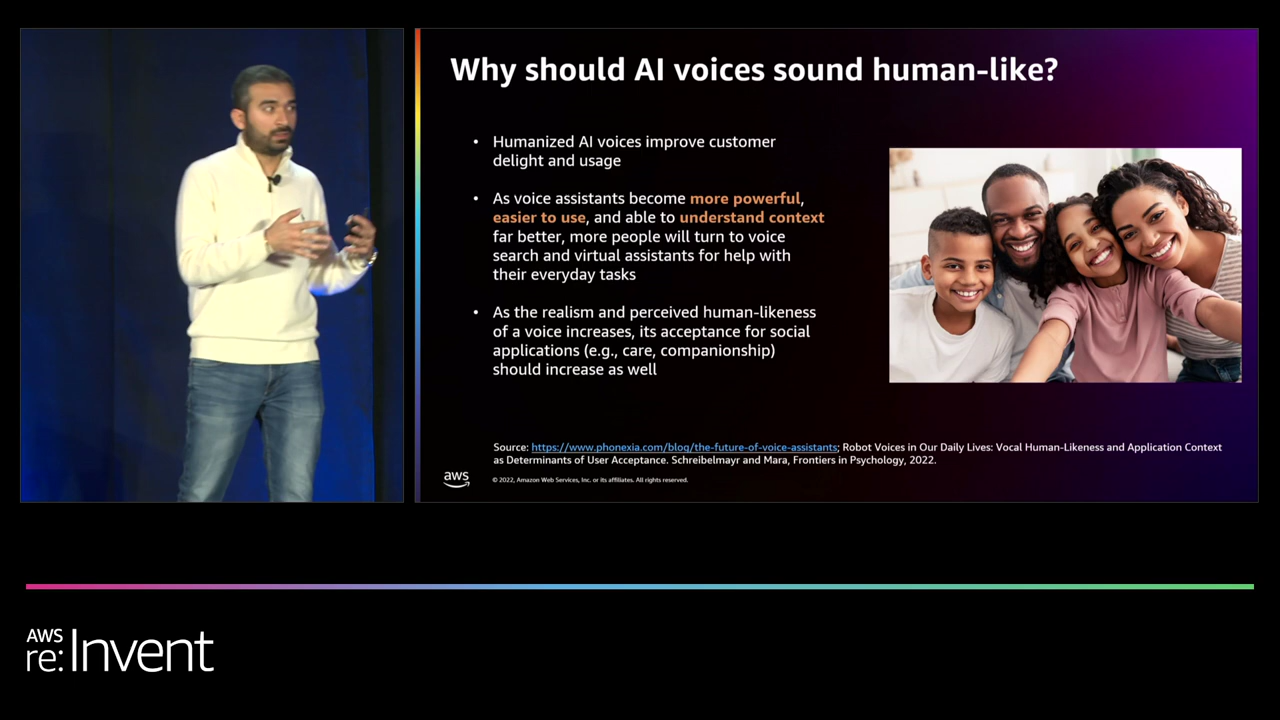 Why should AI voices sound human-like?
• Humanized AI voices improve customer
delight and usage
• As voice assistants become more powerful,
easier to use, and able to understand context
far better, more people will turn to voice
search and virtual assistants for help with
their everyday tasks
• As the realism and perceived human-likeness
of a voice increases, its acceptance for social
applications (e.g., care, companionship)
should increase as well
Source: https://www.phonexia.com/blog/the-future-of-voice-assistants; Robot Voices in Our Daily Lives: Vocal Human-Likeness and Application Context
as Determinants of User Acceptance. Schreibelmayr and Mara, Frontiers in Psychology, 2022.
aws
© 2022, Amazon Web Services, Inc. or its affiliates. All rights reserved.
AWS
re:Invent